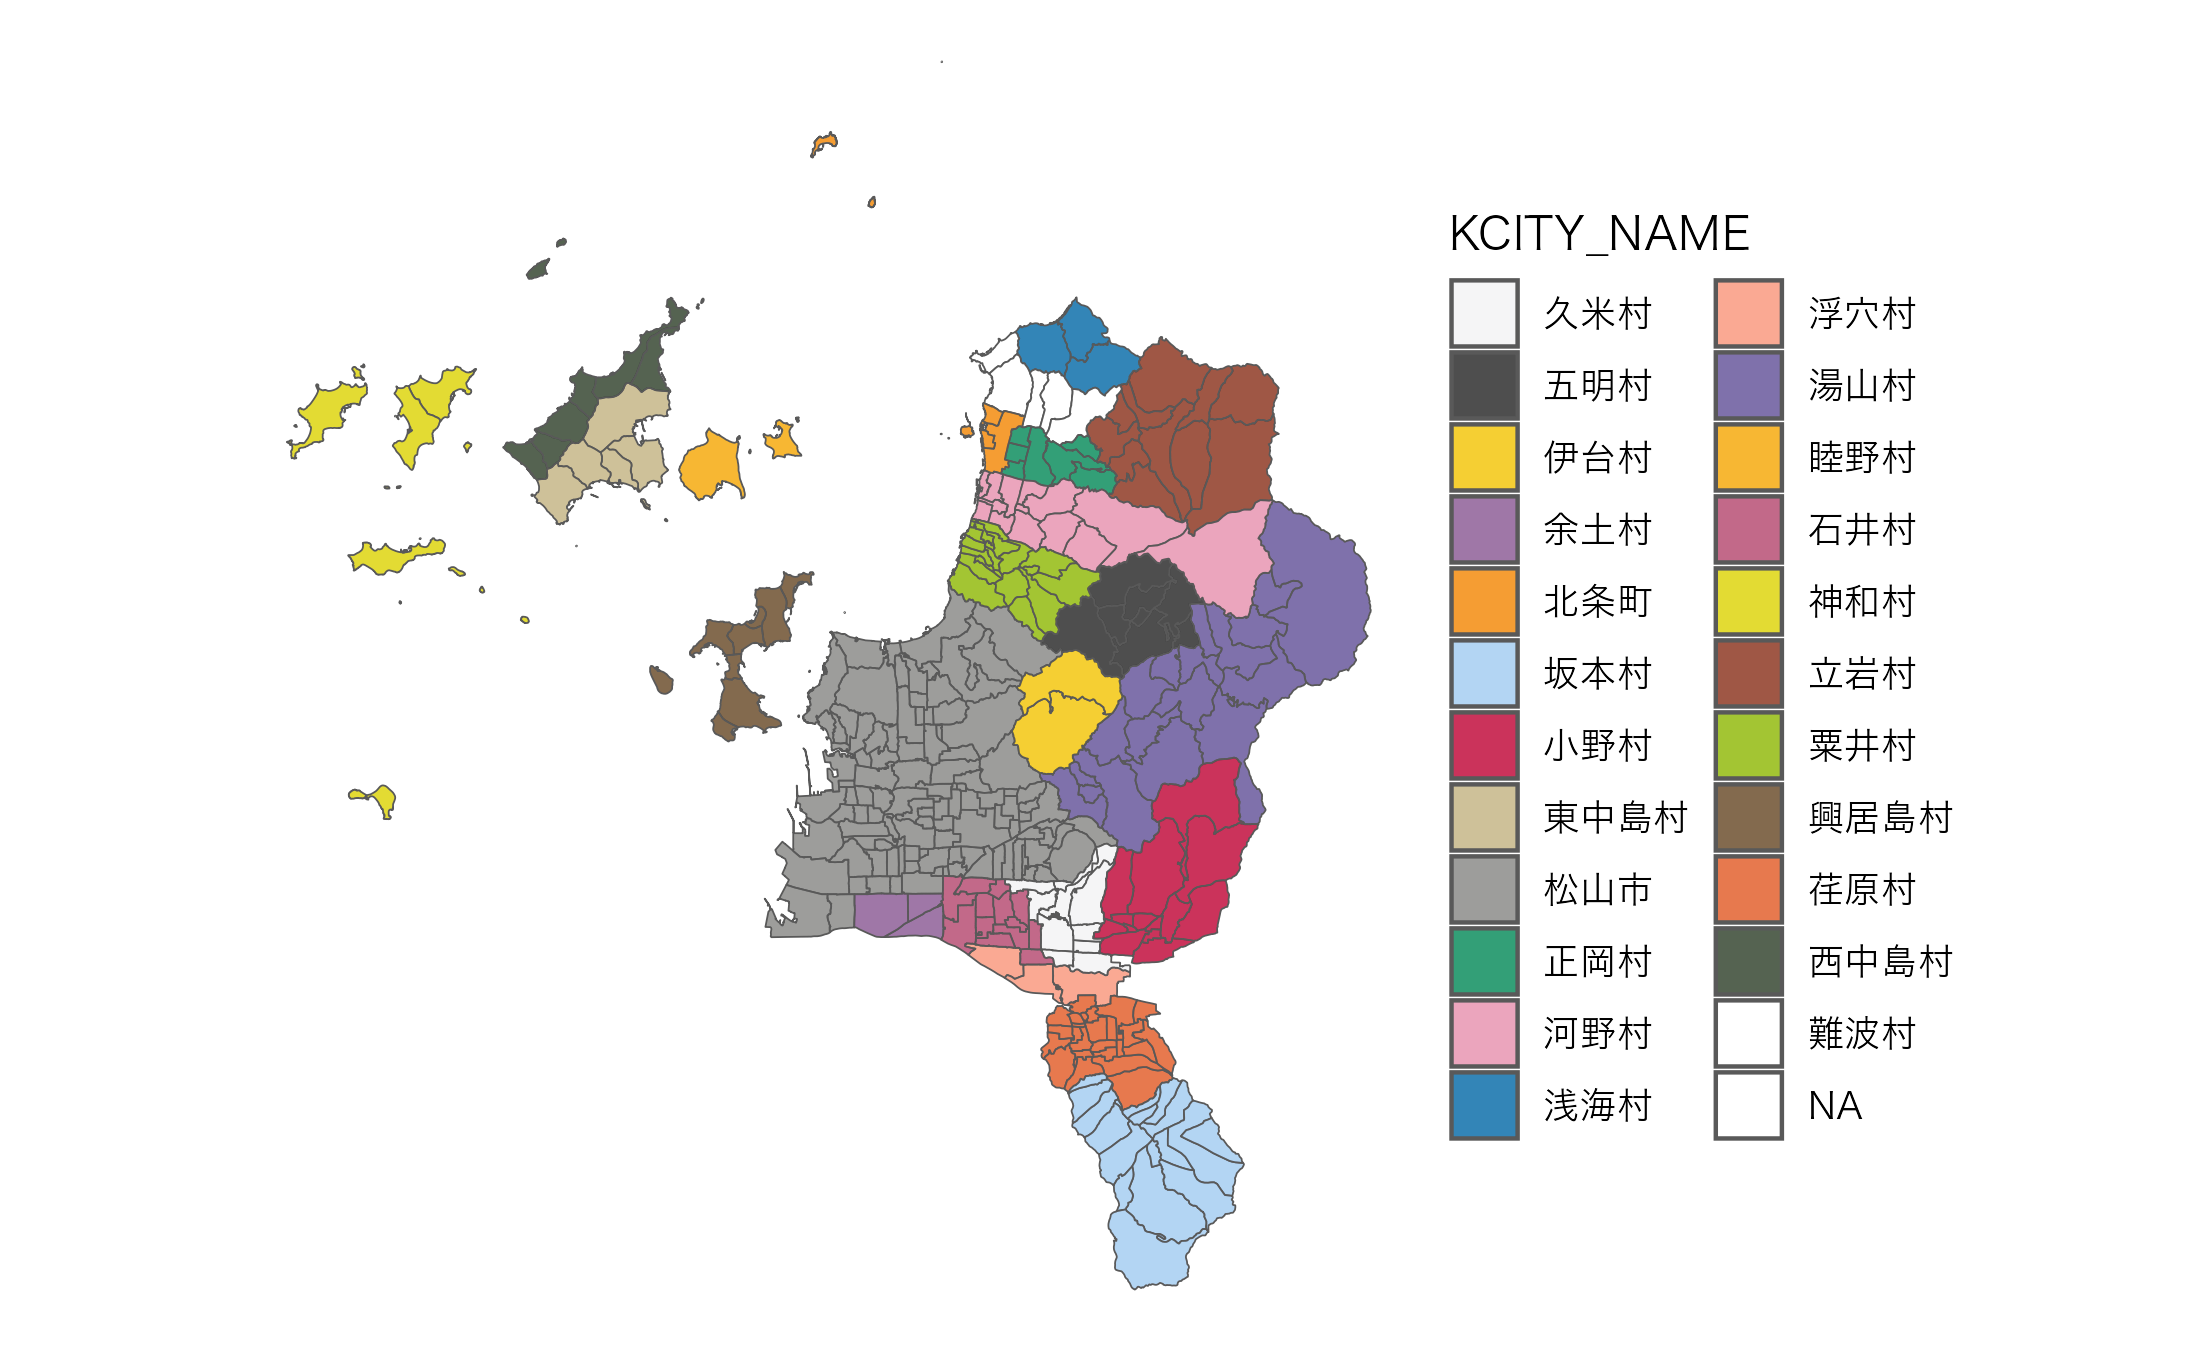 KCITY_NAME
久米村
五明村
伊台村
余土村
北条町
坂本村
小野村
東中島村
松山市
正岡村
河野村
浅海村
浮穴村
湯山村
睦野村
石井村
神和村
立岩村
粟井村
興居島村
荏原村
西中島村
難波村
NA